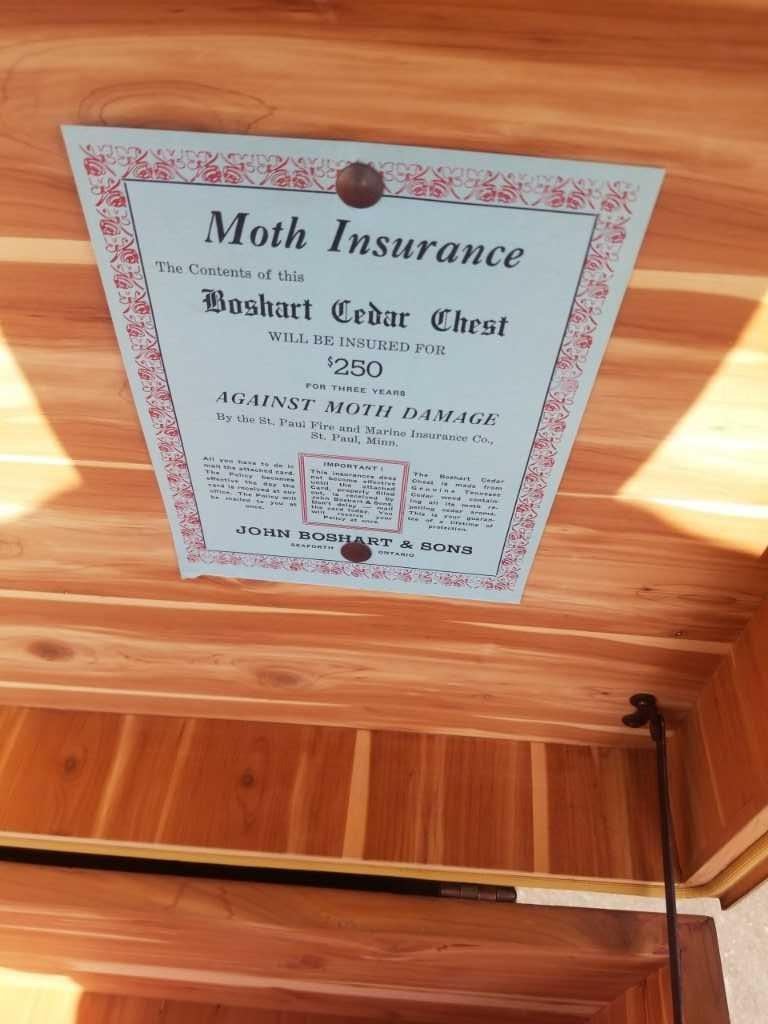 Moth Insurance
The Contents of this
Boshart Cedar Chest
WILL BE INSURED FOR
$250
FOR THREE YEARS
AGAINST MOTH DAMAGE
By the St. Paul Fire and Marine Insurance Co.,
St. Paul, Minn.
All you have to do is
mail the attached card.
The Policy becomes
effective the day the
card is received at our
office. The Policy will
be mailed to you at
once.
IMPORTANT!
This insurance does
not become effective
until the attached
Card, properly filled
out, is received by
John Boshart & Sons.
Don't delay — mail
the card today. You
will receive your
Policy at once.
The Boshart Cedar
Chest is made from
Genuine Tennessee
Cedar wood contain-
ing all its moth re-
pelling cedar aroma.
This is your guaran-
tee of a lifetime of
protection.
JOHN BOSHART & SONS
SEAFORTH ONTARIO